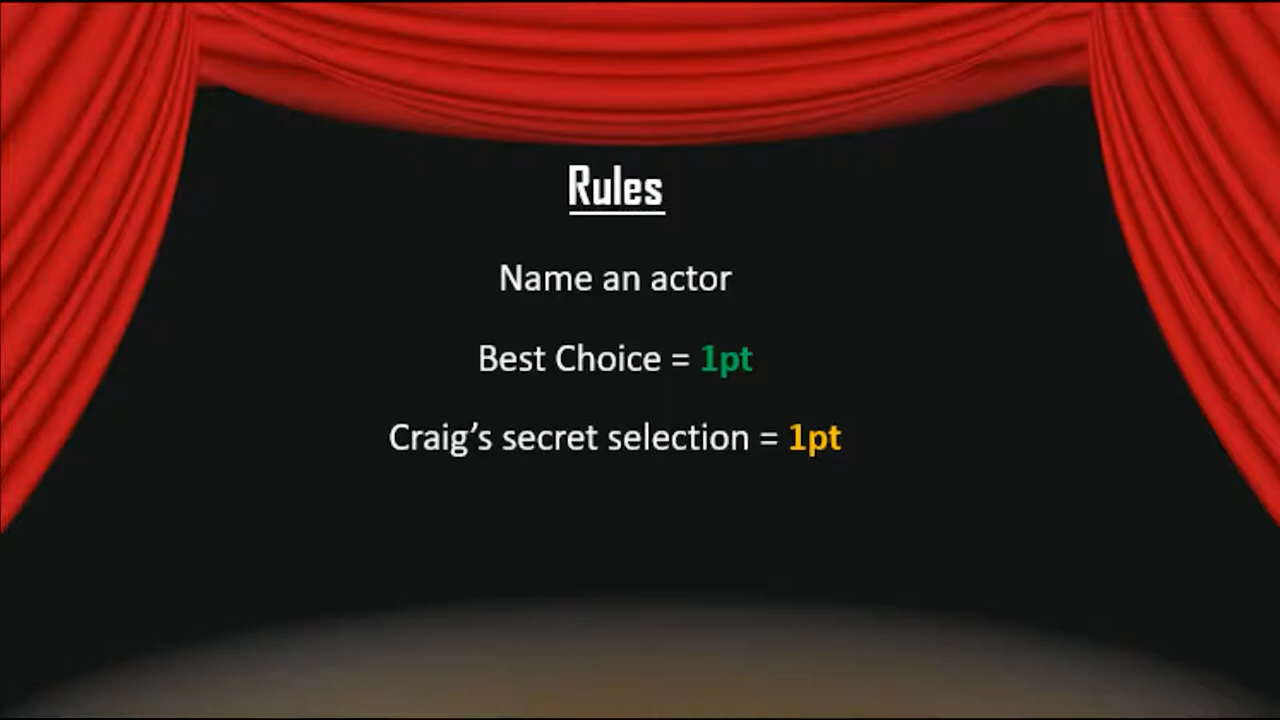 Rules
Name an actor
Best Choice = 1pt
Craig’s secret selection = 1pt